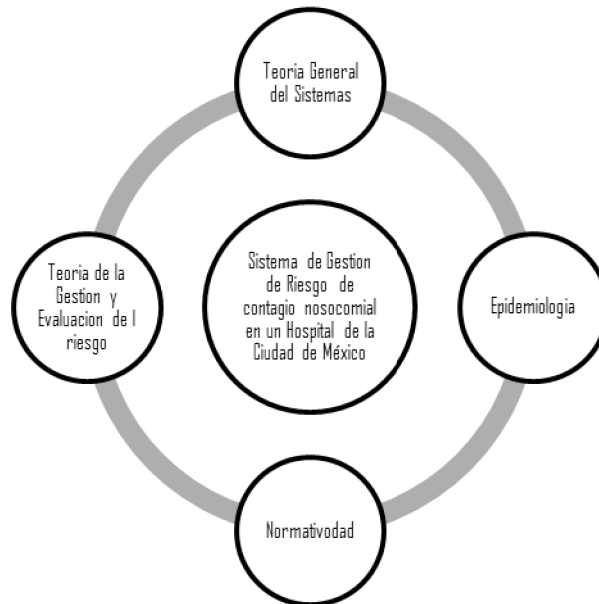 Teoria General
del Sistemas
Teoria de la
Gestion y
Evaluacion de l
riesgo
Sistema de Gestion
de Riesgo de
contagio nosocomial
en un Hospital de la
Ciudad de México
Epidemiologia
Normativodad